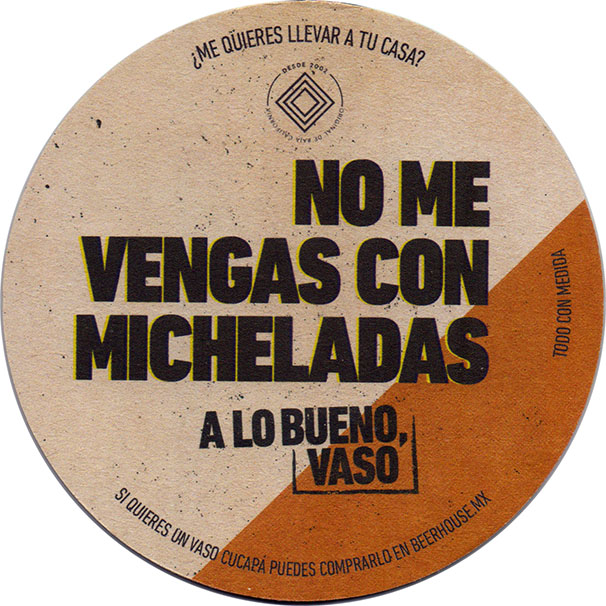 ¿ME QUIERES LLEVAR A TU CASA?
DESDE 2002
ORIGINAL DE BAJA CALIFORNIA
NO ME
VENGAS CON
MICHELADAS
TODO CON MEDIDA
A LO BUENO,
VASO
SI QUIERES UN VASO CUCAPÁ PUEDES COMPRARLO EN BEERHOUSE.MX